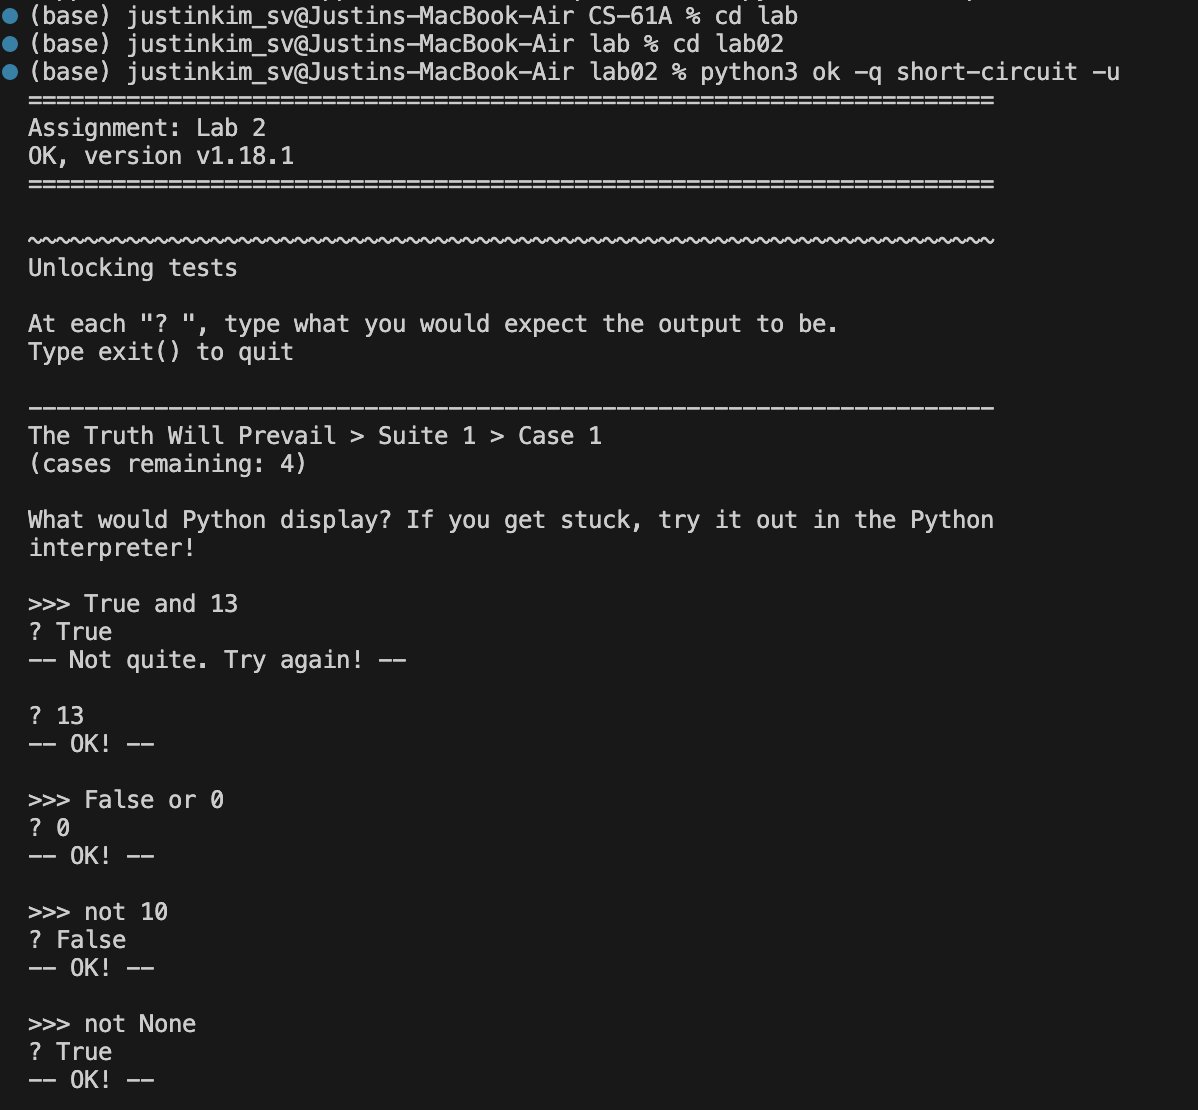 (base) justinkim_sv@Justins-MacBook-Air CS-61A % cd lab
(base) justinkim_sv@Justins-MacBook-Air lab % cd lab02
(base) justinkim_sv@Justins-MacBook-Air lab02 % python3 ok -q short-circuit -u
=====================================================================
Assignment: Lab 2
OK, version v1.18.1
=====================================================================
~~~~~~~~~~~~~~~~~~~~~~~~~~~~~~~~~~~~~~~~~~~~~~~~~~~~~~~~~~~~~~~~~~~~~
Unlocking tests
At each "? ", type what you would expect the output to be.
Type exit() to quit
---------------------------------------------------------------------
The Truth Will Prevail > Suite 1 > Case 1
(cases remaining: 4)
What would Python display? If you get stuck, try it out in the Python
interpreter!
>>> True and 13
? True
-- Not quite. Try again! --
? 13
-- OK! --
>>> False or 0
? 0
-- OK! --
>>> not 10
? False
-- OK! --
>>> not None
? True
-- OK! --